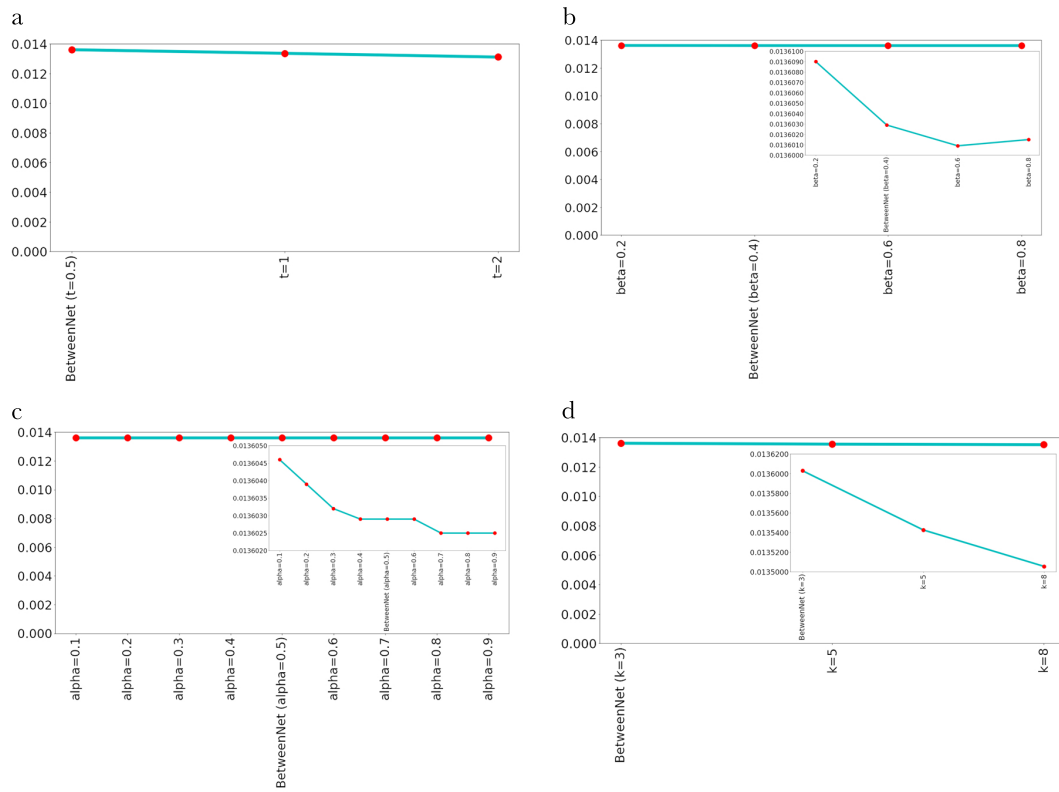 a
0.014
0.012
0.010
0.008
0.006
0.004
0.002
0.000
BetweenNet (t=0.5)
t=1
t=2
b
0.014
0.012
0.010
0.008
0.006
0.004
0.002
0.000
beta=0.2
BetweenNet (beta=0.4)
beta=0.6
beta=0.8
0.0136100
0.0136090
0.0136080
0.0136070
0.0136060
0.0136050
0.0136040
0.0136030
0.0136020
0.0136010
0.0136000
beta=0.2
BetweenNet (beta=0.4)
beta=0.6
beta=0.8
c
0.014
0.012
0.010
0.008
0.006
0.004
0.002
0.000
alpha=0.1
alpha=0.2
alpha=0.3
alpha=0.4
BetweenNet (alpha=0.5)
alpha=0.6
alpha=0.7
alpha=0.8
alpha=0.9
0.0136050
0.0136045
0.0136040
0.0136035
0.0136030
0.0136025
0.0136020
alpha=0.1
alpha=0.2
alpha=0.3
alpha=0.4
BetweenNet (alpha=0.5)
alpha=0.6
alpha=0.7
alpha=0.8
alpha=0.9
d
0.014
0.012
0.010
0.008
0.006
0.004
0.002
0.000
BetweenNet (k=3)
k=5
k=8
0.0136200
0.0136000
0.0135800
0.0135600
0.0135400
0.0135200
0.0135000
BetweenNet (k=3)
k=5
k=8